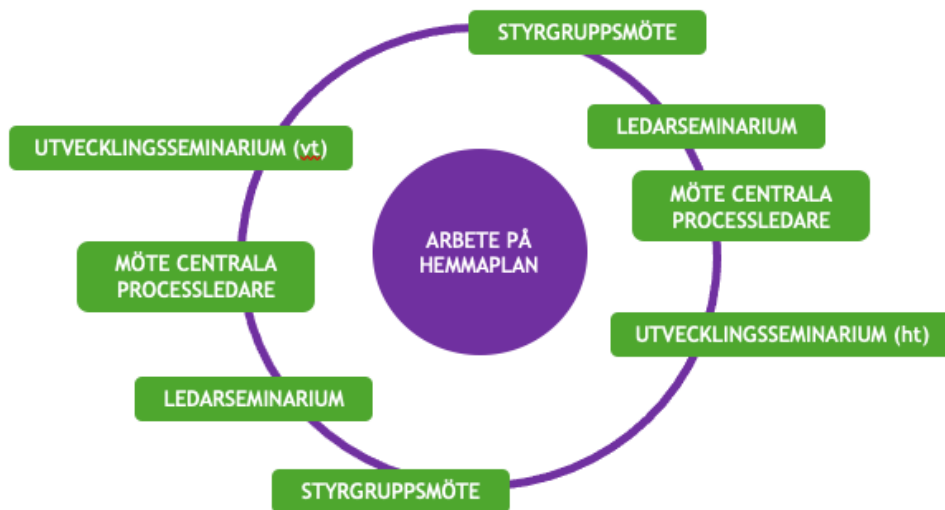 STYRGRUPPSMÖTE
LEDARSEMINARIUM
MÖTE CENTRALA
PROCESSLEDARE
UTVECKLINGSSEMINARIUM (ht)
STYRGRUPPSMÖTE
LEDARSEMINARIUM
MÖTE CENTRALA
PROCESSLEDARE
UTVECKLINGSSEMINARIUM (vt)
ARBETE PÅ
HEMMAPLAN